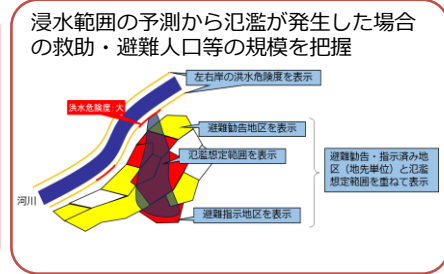 浸水範囲の予測から氾濫が発生した場合
の救助・避難人口等の規模を把握
左右岸の洪水危険度を表示
洪水危険度：大
避難勧告地区を表示
氾濫想定範囲を表示
避難勧告・指示済み地
区（地先単位）と氾濫
想定範囲を重ねて表示
河川
避難指示地区を表示